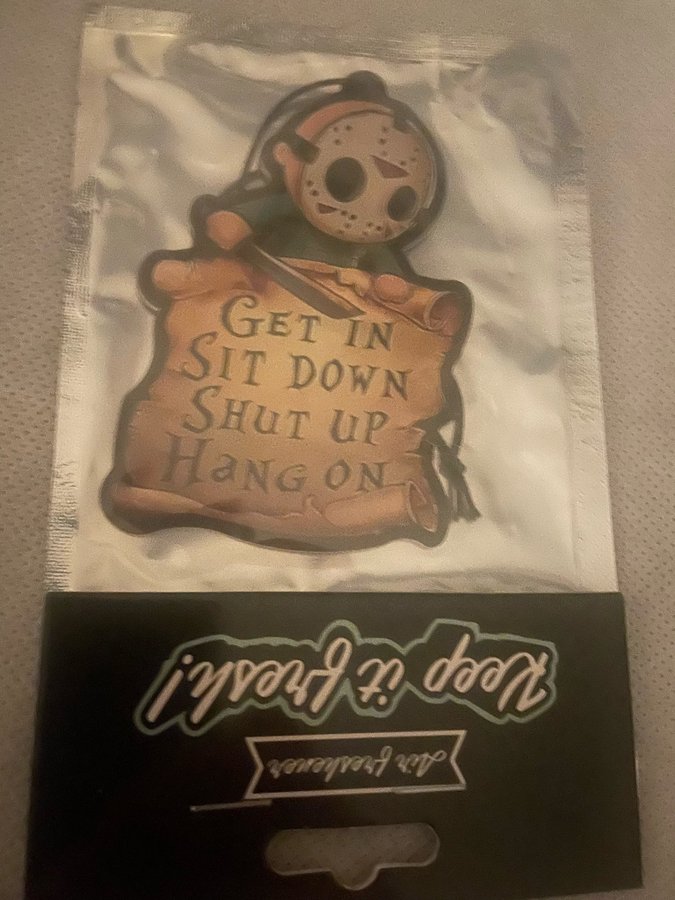 GET IN
SIT DOWN
SHUT UP
HANG ON
Keep it fresh!
Air freshener